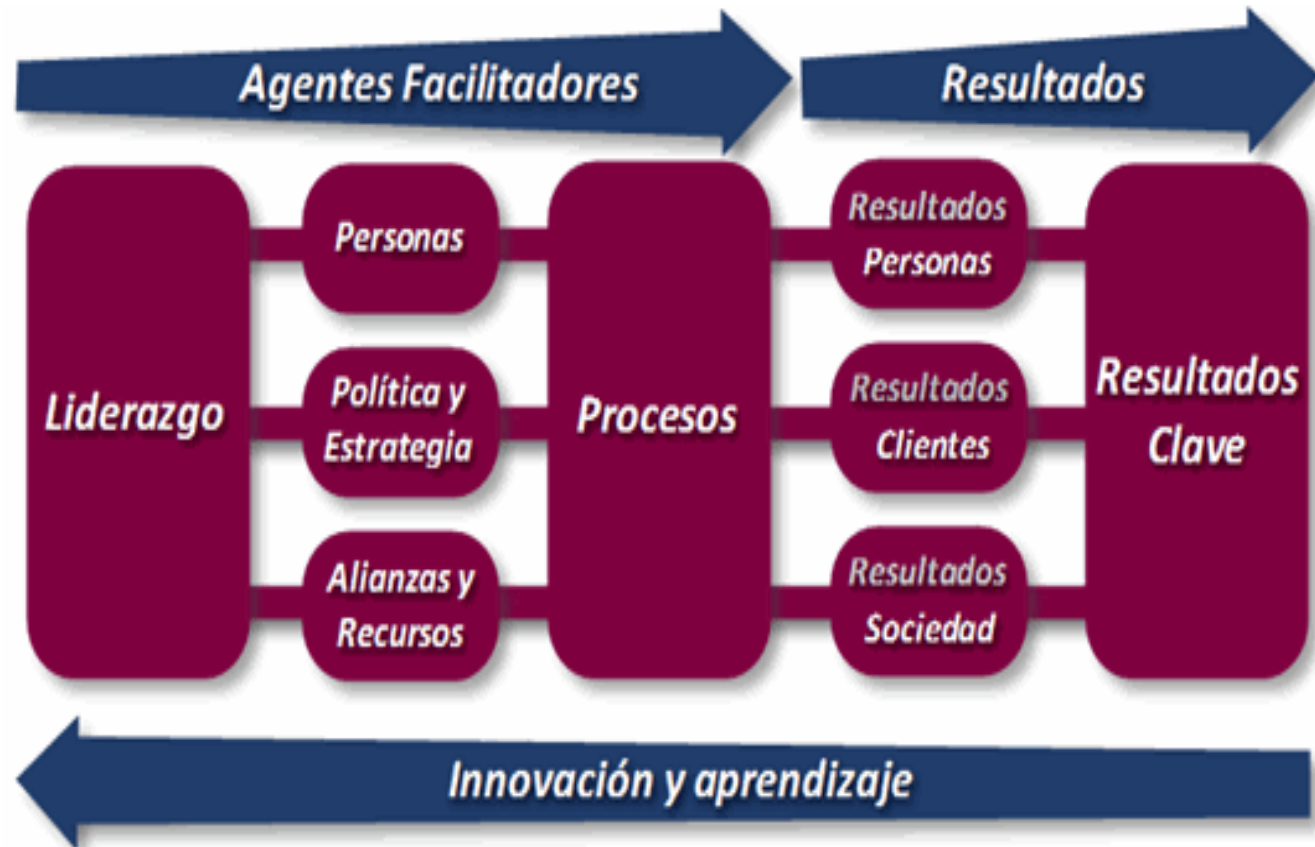 Agentes Facilitadores
Resultados
Liderazgo
Personas
Política y
Estrategia
Alianzas y
Recursos
Procesos
Resultados
Personas
Resultados
Clientes
Resultados
Sociedad
Resultados
Clave
Innovación y aprendizaje